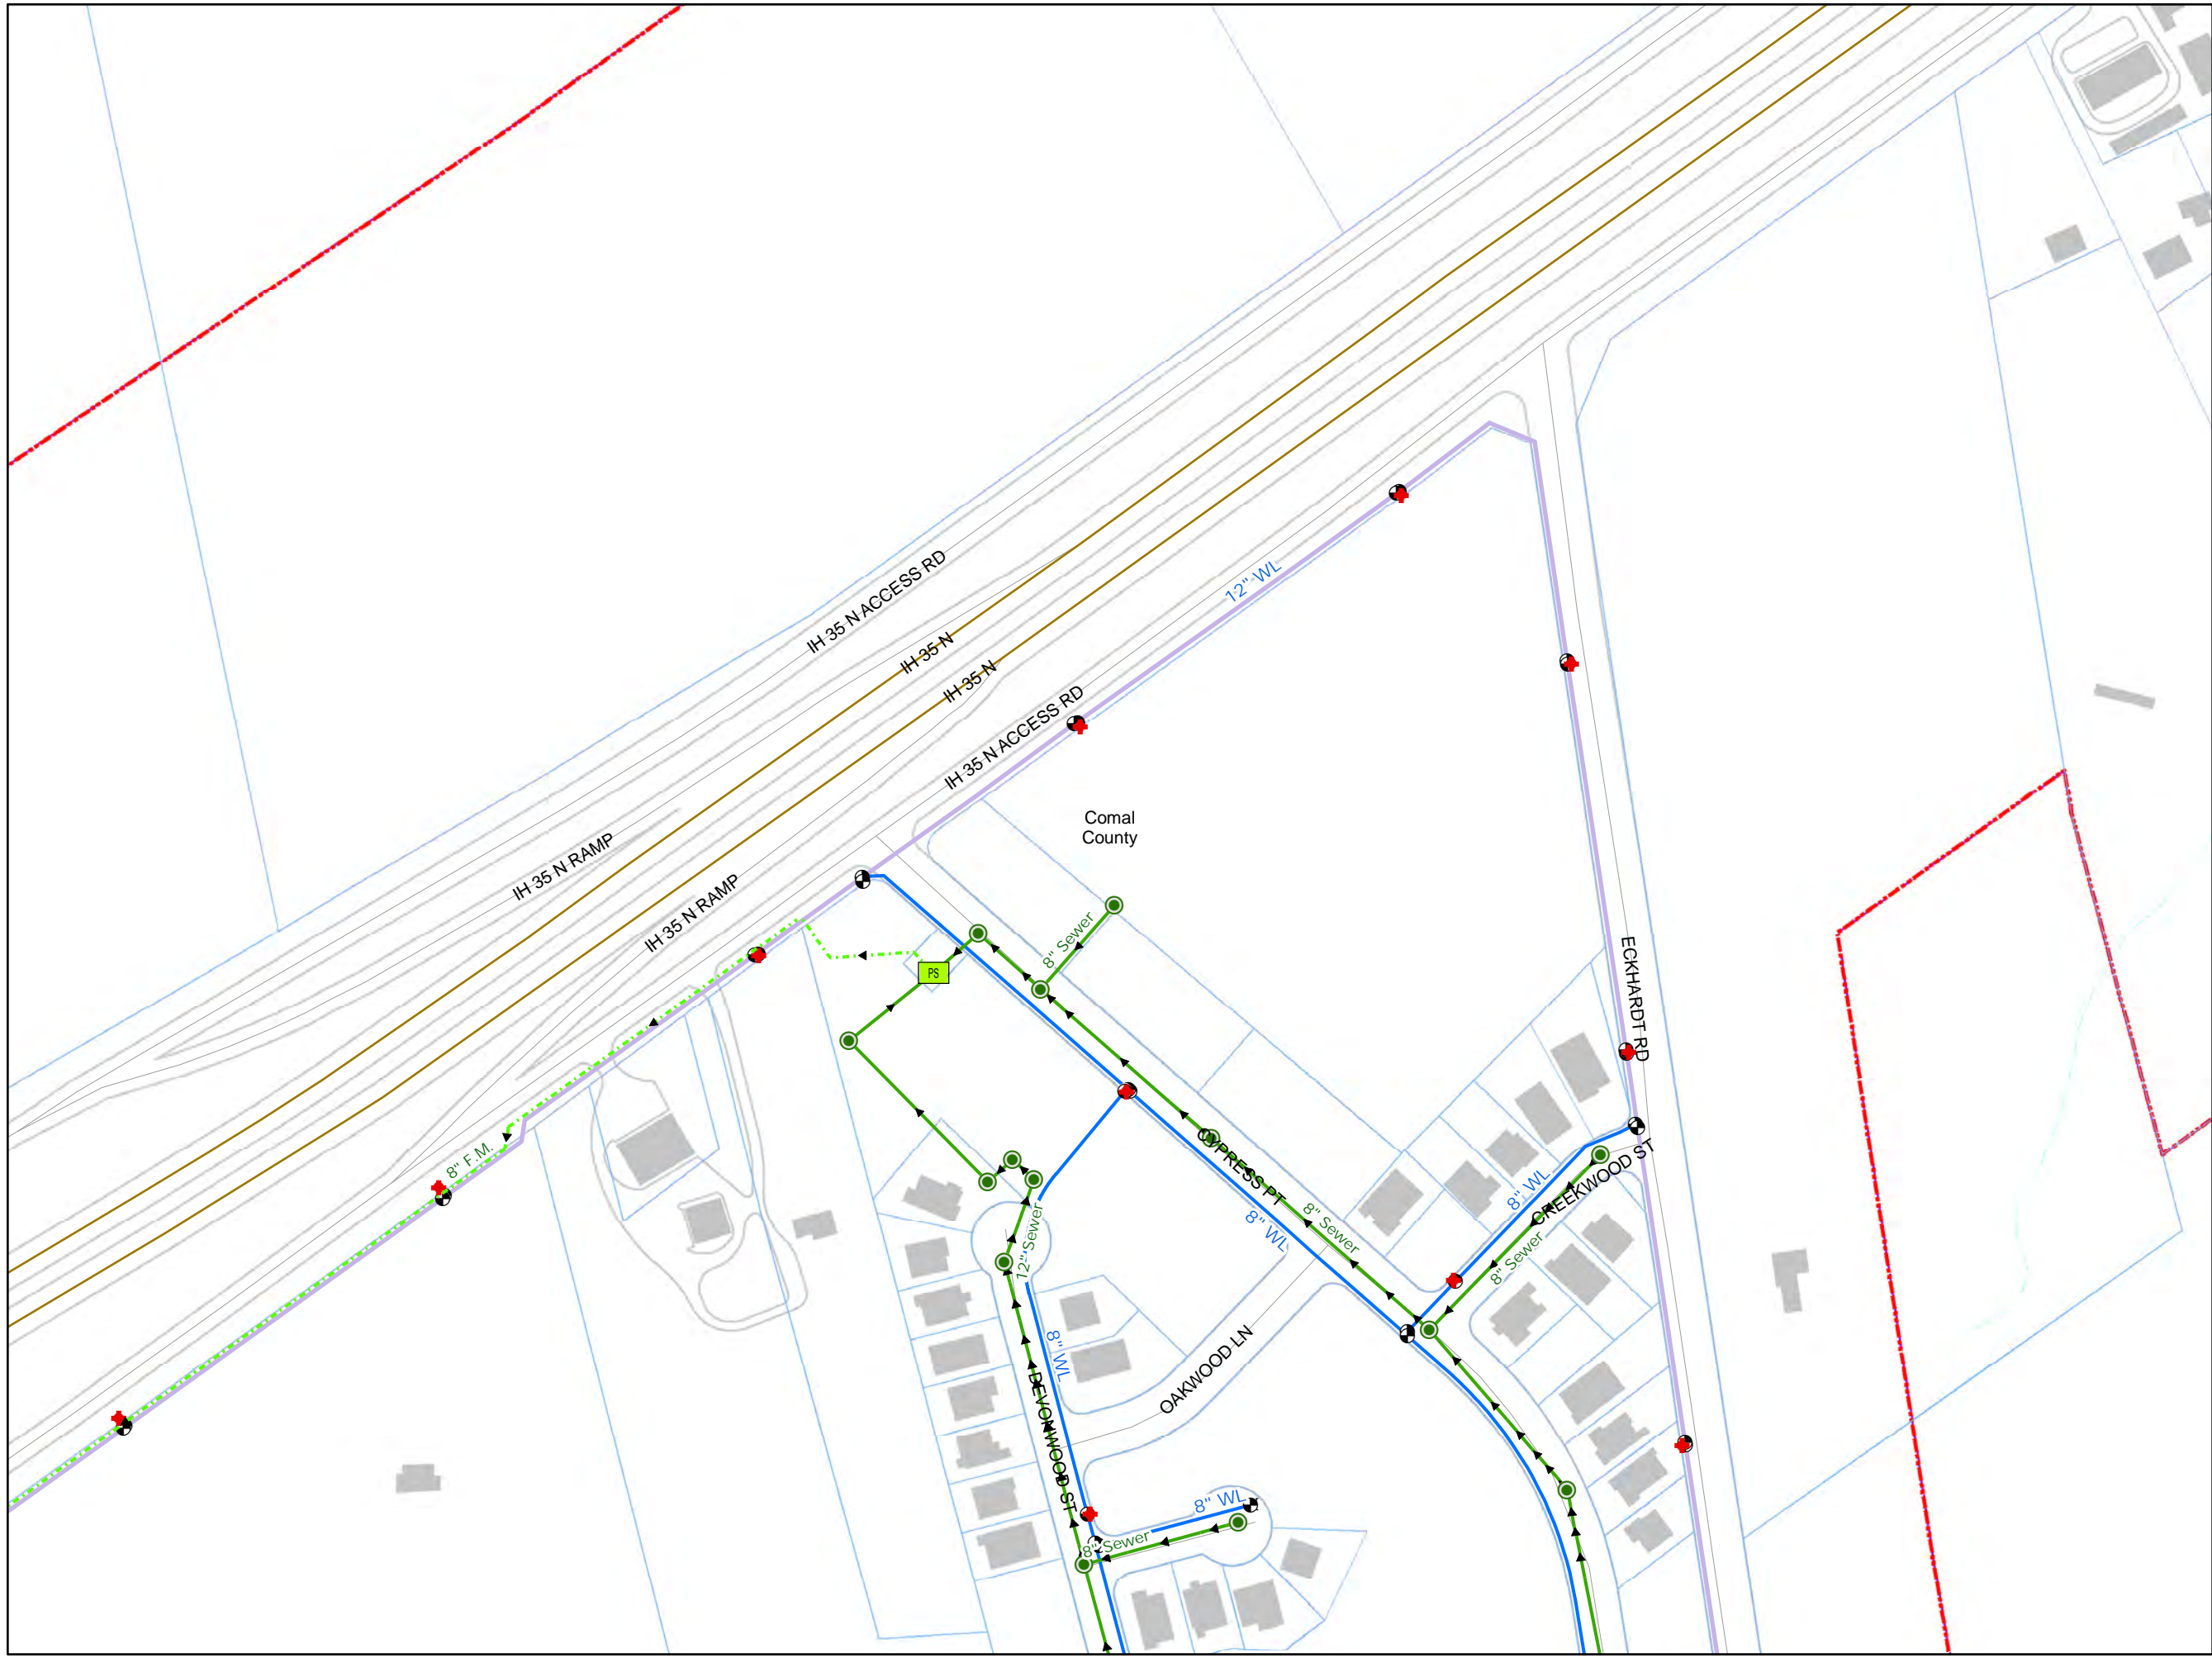 IH 35 N ACCESS RD
12" WL
IH 35 N
IH 35 N
IH 35 N ACCESS RD
Comal
County
IH 35 N RAMP
IH 35 N RAMP
8" Sewer
PS
ECKHARDT RD
8" F.M.
CYPRESS PT
8" WL
CREEKWOOD ST
8" Sewer
8" WL
8" Sewer
12" Sewer
8" WL
OAKWOOD LN
DEVONWOOD ST
8" WL
8" Sewer